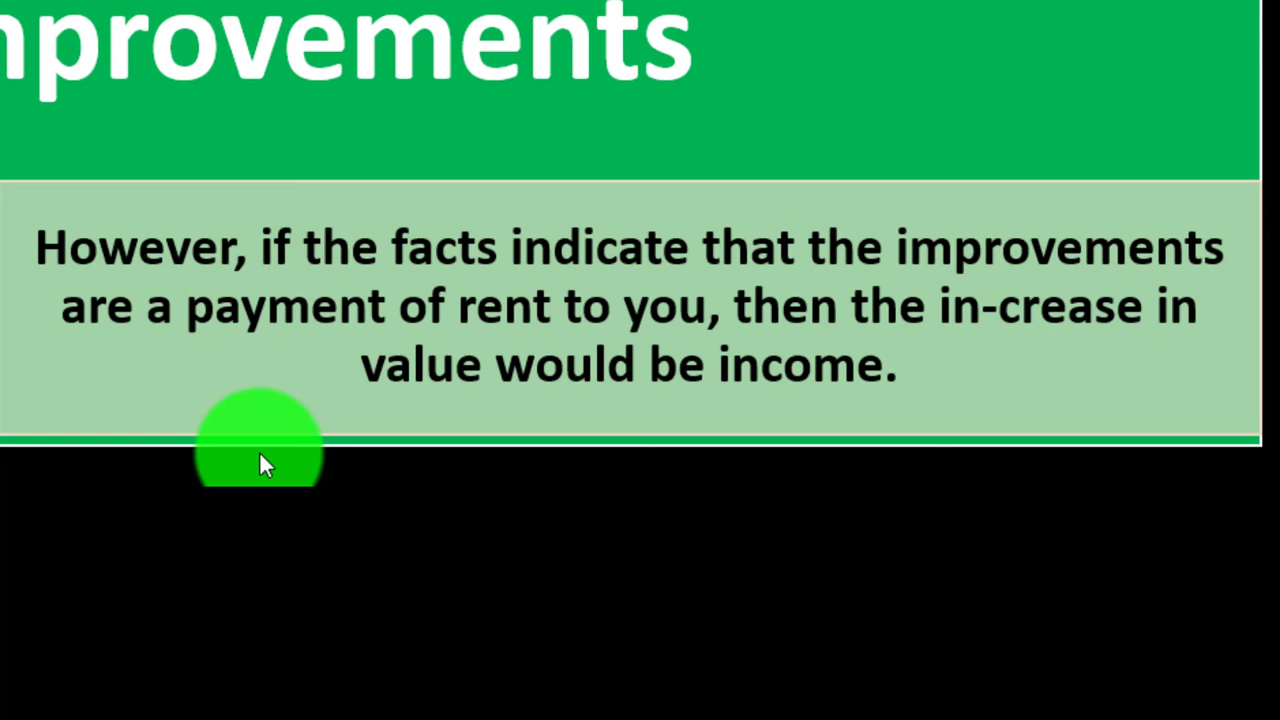 mprovements
However, if the facts indicate that the improvements
are a payment of rent to you, then the in-crease in
value would be income.